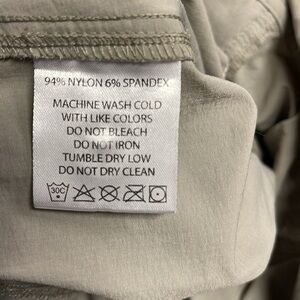 94% NYLON 6% SPANDEX
MACHINE WASH COLD
WITH LIKE COLORS
DO NOT BLEACH
DO NOT IRON
TUMBLE DRY LOW
DO NOT DRY CLEAN
30C